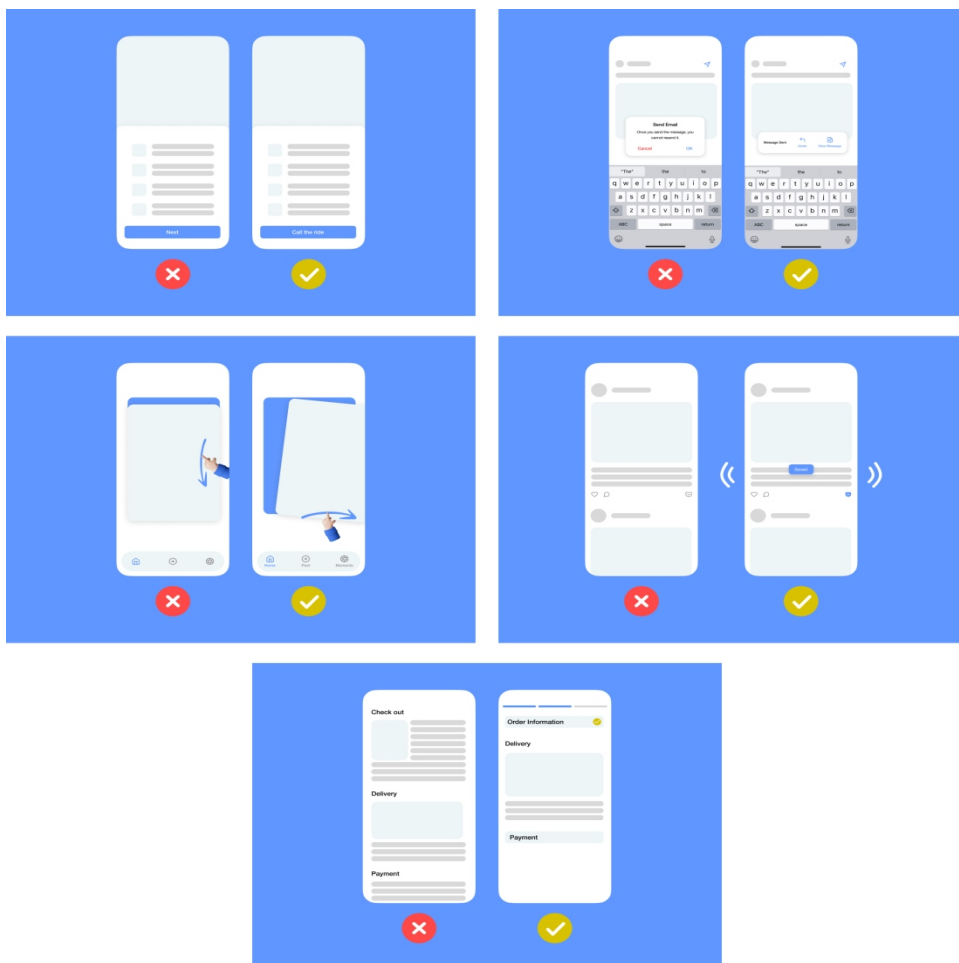 Next
Call the ride
Send Email
Once you send the message, you
cannot resend it.
Cancel
OK
"The"
the
to
q w e r t y u i o p
a s d f g h j k l
z x c v b n m
ABC
space
return
Message Sent
Undo
View Message
"The"
the
to
q w e r t y u i o p
a s d f g h j k l
z x c v b n m
ABC
space
return
Home
Post
Saved
Check out
Delivery
Payment
Order Information
Delivery
Payment